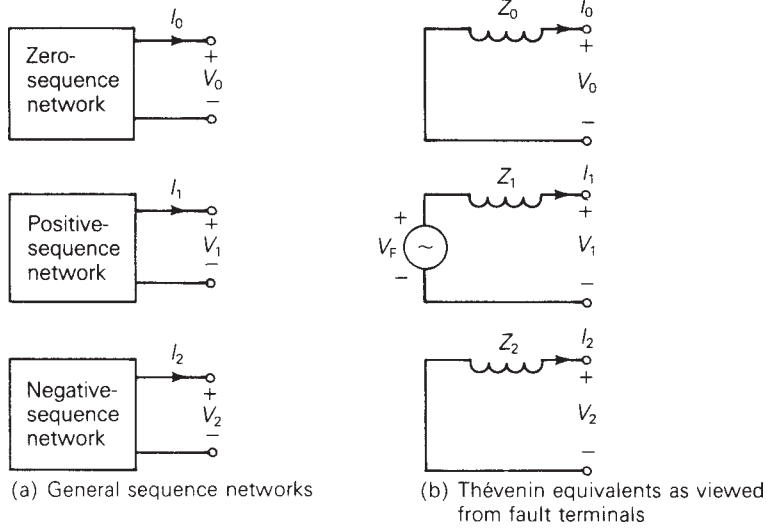 I0
Zero-
sequence
network
+
V0
−
Z0
I0
+
V0
−
I1
Positive-
sequence
network
+
V1
−
Z1
I1
+
VF
~
−
+
V1
−
I2
Negative-
sequence
network
+
V2
−
Z2
I2
+
V2
−
(a) General sequence networks
(b) Thévenin equivalents as viewed
from fault terminals